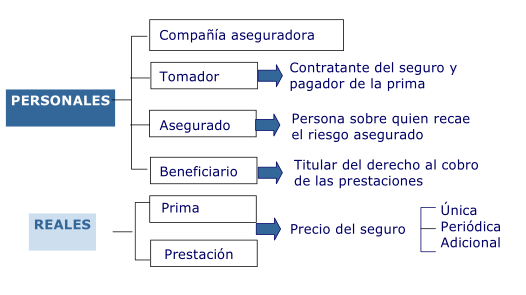 Compañía aseguradora
Tomador
Contratante del seguro y
pagador de la prima
PERSONALES
Asegurado
Persona sobre quien recae
el riesgo asegurado
Beneficiario
Titular del derecho al cobro
de las prestaciones
Prima
REALES
Precio del seguro
Única
Periódica
Adicional
Prestación